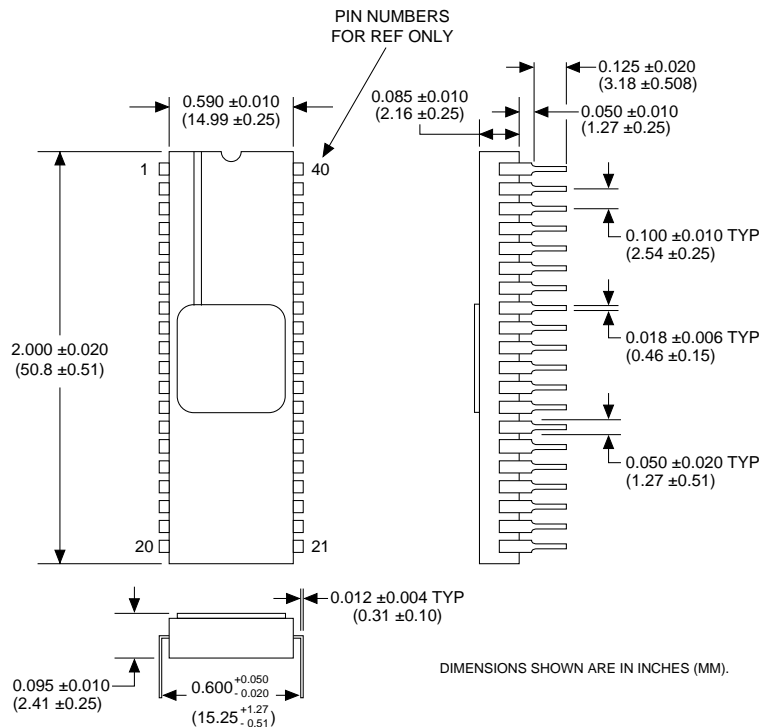 PIN NUMBERS
FOR REF ONLY
0.590 ±0.010
(14.99 ±0.25)
0.085 ±0.010
(2.16 ±0.25)
0.125 ±0.020
(3.18 ±0.508)
0.050 ±0.010
(1.27 ±0.25)
1
40
0.100 ±0.010 TYP
(2.54 ±0.25)
0.018 ±0.006 TYP
(0.46 ±0.15)
2.000 ±0.020
(50.8 ±0.51)
0.050 ±0.020 TYP
(1.27 ±0.51)
20
21
0.012 ±0.004 TYP
(0.31 ±0.10)
0.095 ±0.010
(2.41 ±0.25)
0.600 +0.050 - 0.020
(15.25 +1.27 - 0.51)
DIMENSIONS SHOWN ARE IN INCHES (MM).